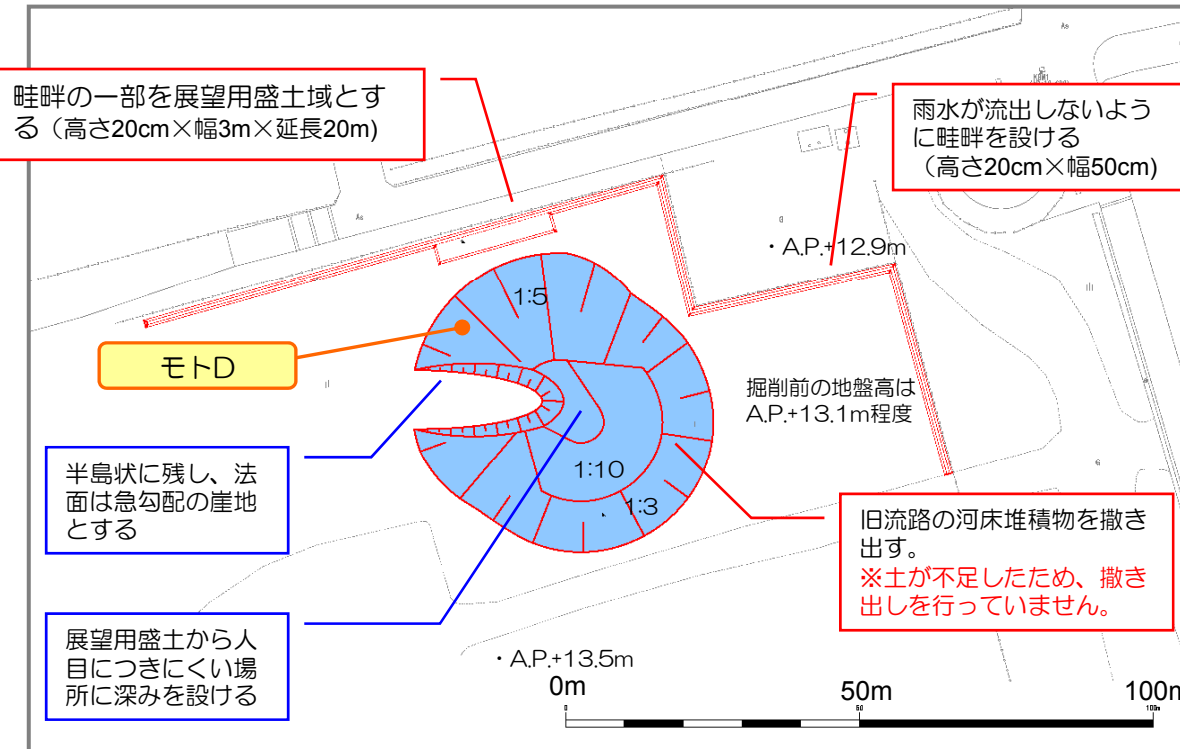 畦畔の一部を展望用盛土域とす
る（高さ20cm×幅3m×延長20m)
雨水が流出しないよう
に畦畔を設ける
（高さ20cm×幅50cm)
As
As
・A.P.+12.9m
1:5
モトD
掘削前の地盤高は
A.P.+13.1m程度
半島状に残し、法
面は急勾配の崖地
とする
1:10
1:3
旧流路の河床堆積物を撒き
出す。
※土が不足したため、撒き
出しを行っていません。
展望用盛土から人
目につきにくい場
所に深みを設ける
・A.P.+13.5m
0m
50m
100m